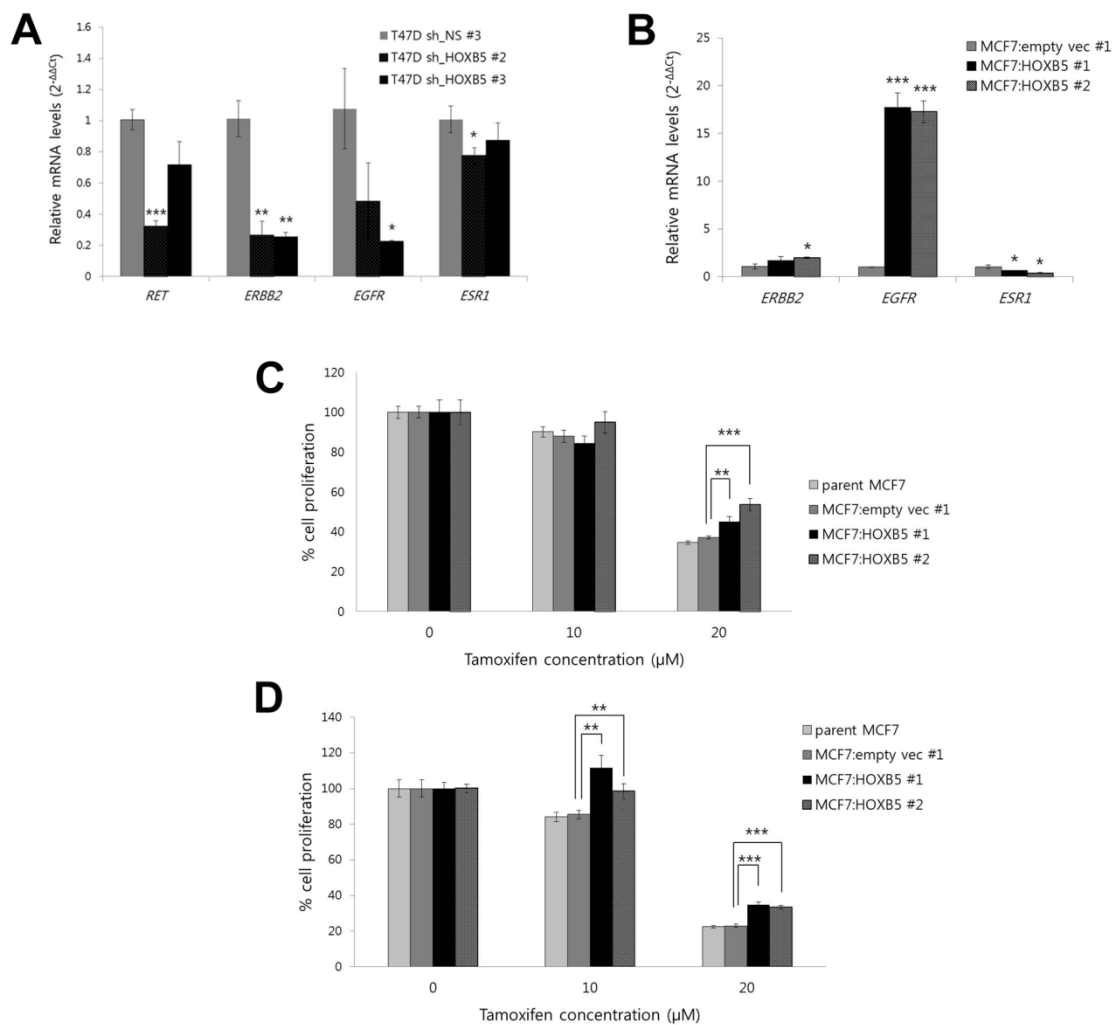 A
Relative mRNA levels (2-ΔΔCt)
1.6
1.4
1.2
1
0.8
0.6
0.4
0.2
0
T47D sh_NS #3
T47D sh_HOXB5 #2
T47D sh_HOXB5 #3
***
**
**
*
*
RET
ERBB2
EGFR
ESR1
B
Relative mRNA levels (2-ΔΔCt)
25
20
15
10
5
0
MCF7:empty vec #1
MCF7:HOXB5 #1
MCF7:HOXB5 #2
*
***
***
*
*
ERBB2
EGFR
ESR1
C
% cell proliferation
120
100
80
60
40
20
0
***
**
parent MCF7
MCF7:empty vec #1
MCF7:HOXB5 #1
MCF7:HOXB5 #2
0
10
20
Tamoxifen concentration (µM)
D
% cell proliferation
140
120
100
80
60
40
20
0
**
**
***
***
parent MCF7
MCF7:empty vec #1
MCF7:HOXB5 #1
MCF7:HOXB5 #2
0
10
20
Tamoxifen concentration (µM)